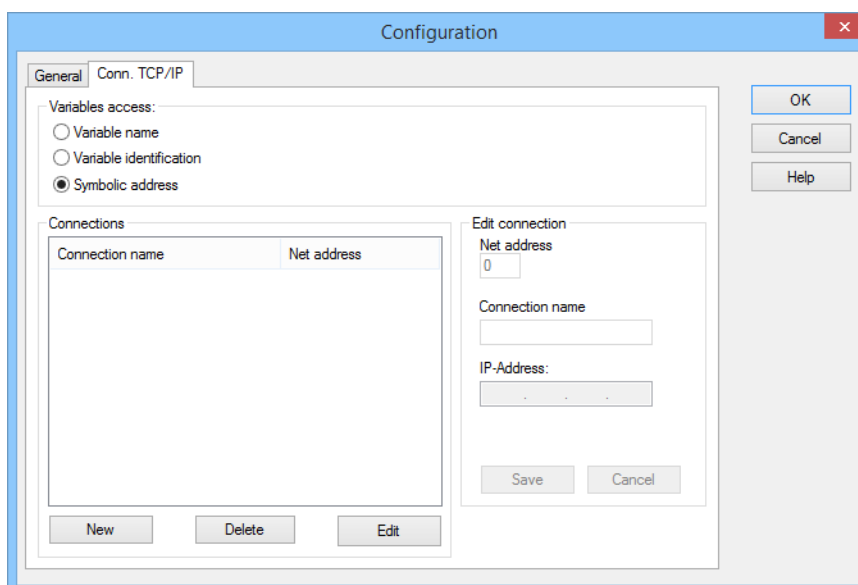 Configuration
General
Conn. TCP/IP
Variables access:
Variable name
Variable identification
Symbolic address
OK
Cancel
Help
Connections
Connection name Net address
New Delete Edit
Edit connection
Net address
0
Connection name
IP-Address:
. . .
Save Cancel